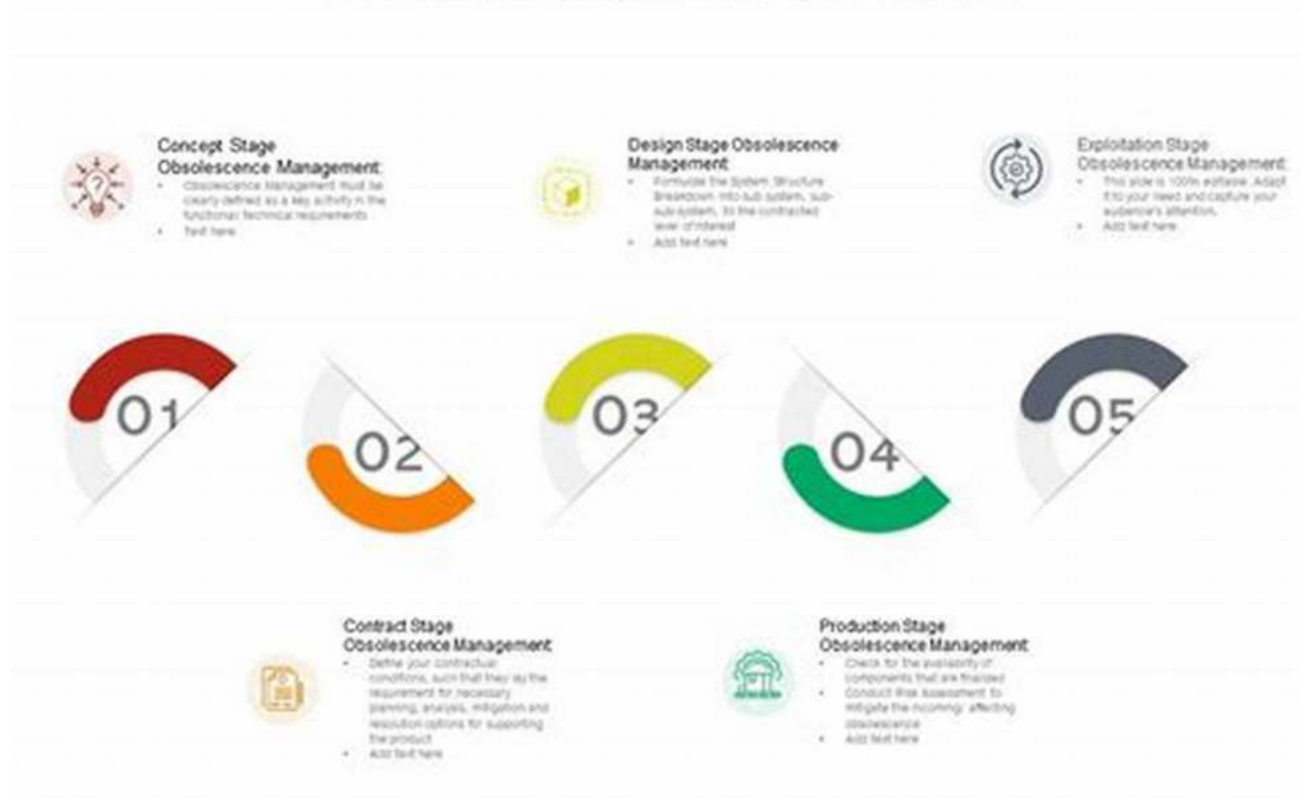 Concept Stage
Obsolescence Management
• Obsolescence Management must be
clearly defined as a key activity in the
functional technical requirements
• Text here
Design Stage Obsolescence
Management
• Formulate the System Structure
Breakdown into sub system, sub-
sub-system, to the contracted
level of interest
• Add text here
Exploitation Stage
Obsolescence Management
• This slide is 100% editable. Adapt
it to your need and capture your
audience's attention.
• Add text here
01
02
03
04
05
Contract Stage
Obsolescence Management
• Define your contractual
conditions, such that they lay the
requirement for necessary
planning, analysis, mitigation and
resolution options for supporting
the product
• Add text here
Production Stage
Obsolescence Management
• Check for the availability of
components that are finalized
• Conduct Risk Assessment to
mitigate the incoming affecting
obsolescence
• Add text here